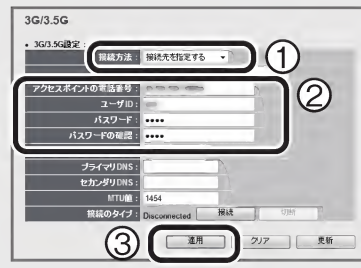 3G/3.5G
• 3G/3.5G設定：
接続方法： 接続先を指定する ①
アクセスポイントの電話番号：
ユーザID： ②
パスワード： ••••
パスワードの確認： ••••
プライマリDNS：
セカンダリDNS：
MTU値： 1454
接続のタイプ： Disconnected 接続 切断
③ 適用 クリア 更新